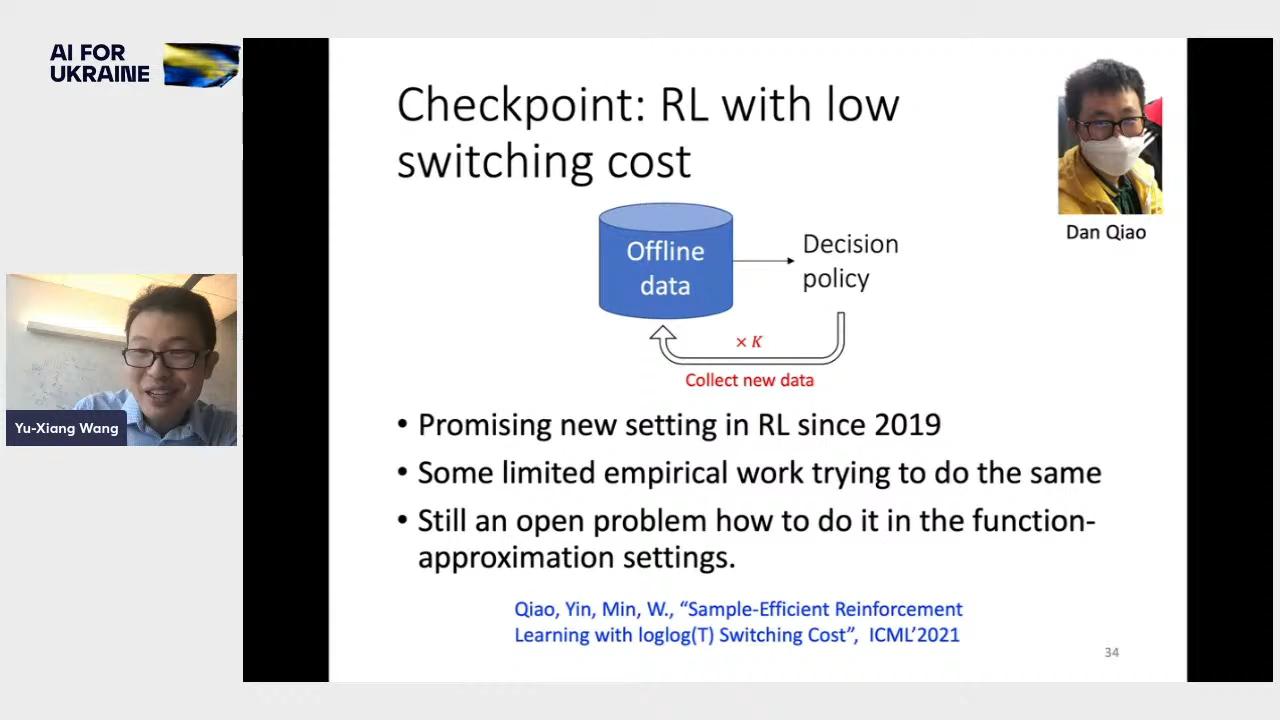 AI FOR
UKRAINE
Checkpoint: RL with low
switching cost
Dan Qiao
Offline
data
Decision
policy
× K
Collect new data
Yu-Xiang Wang
• Promising new setting in RL since 2019
• Some limited empirical work trying to do the same
• Still an open problem how to do it in the function-
approximation settings.
Qiao, Yin, Min, W., “Sample-Efficient Reinforcement
Learning with loglog(T) Switching Cost”, ICML’2021
34